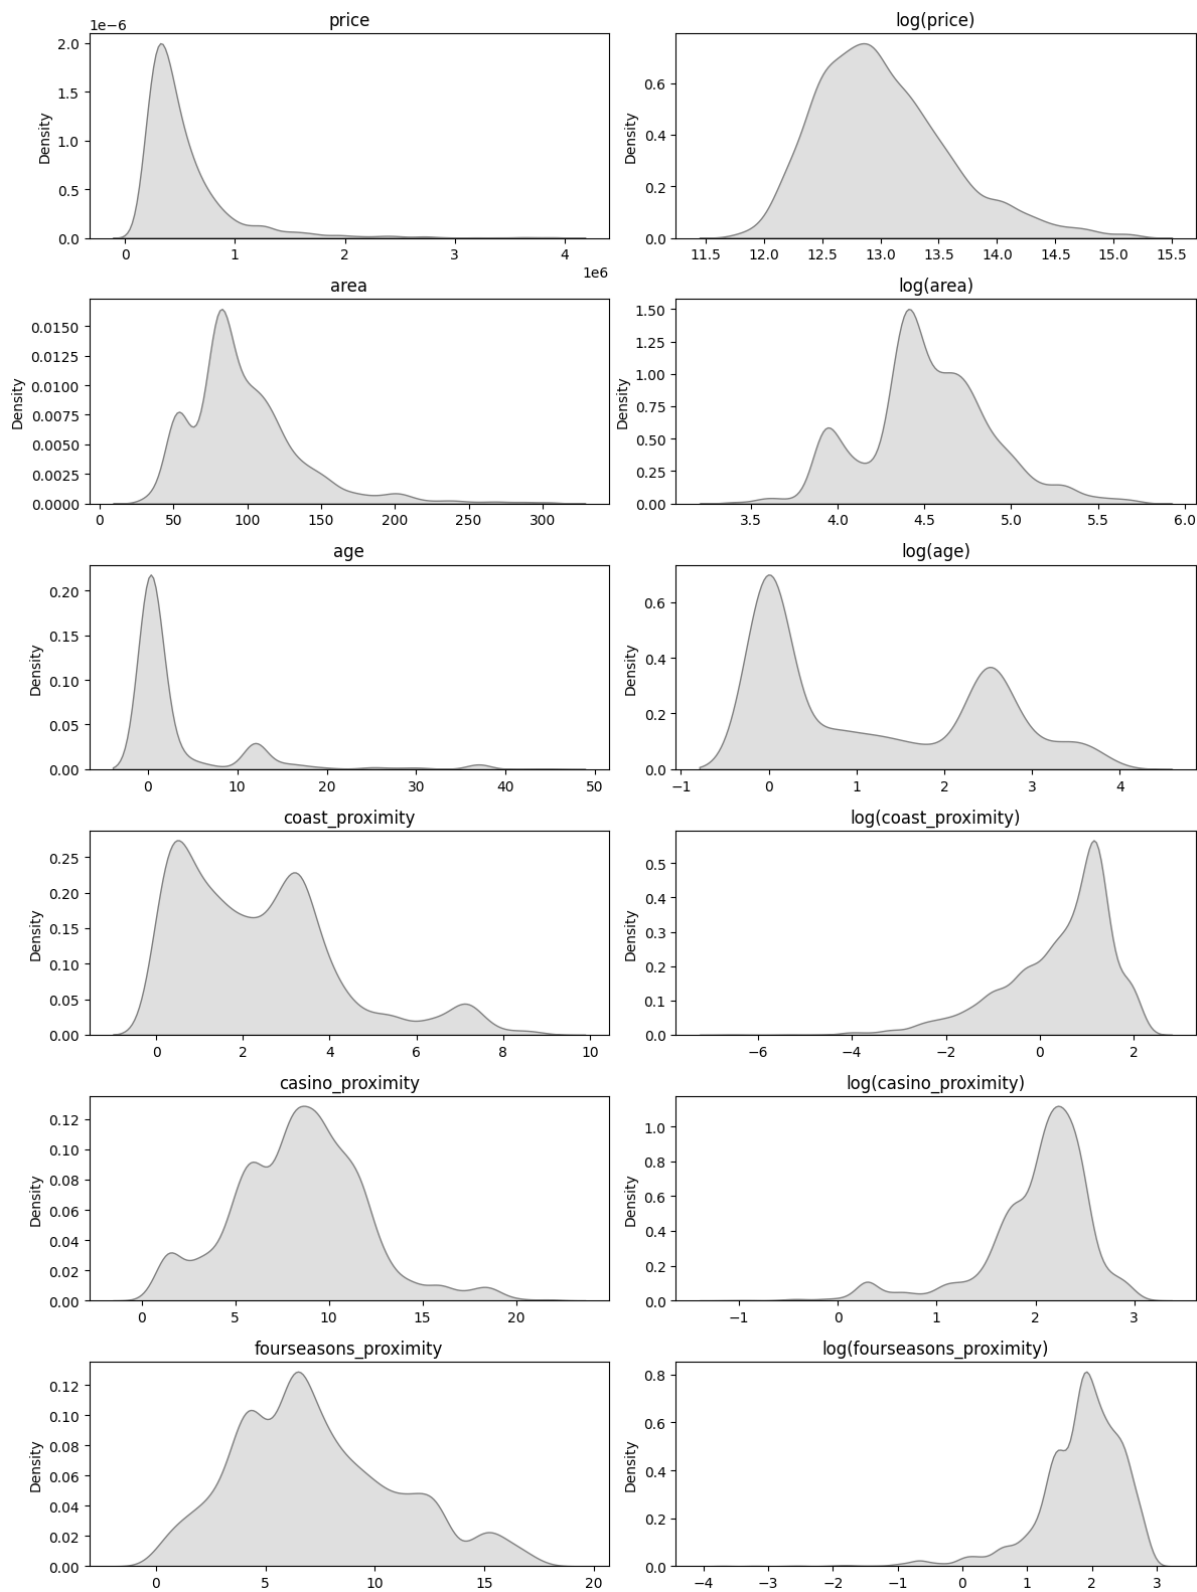 price
1e−6
2.0
1.5
1.0
0.5
0.0
Density
0 1 2 3 4
1e6
log(price)
0.6
0.4
0.2
0.0
Density
11.5 12.0 12.5 13.0 13.5 14.0 14.5 15.0 15.5
area
0.0150
0.0125
0.0100
0.0075
0.0050
0.0025
0.0000
Density
0 50 100 150 200 250 300
log(area)
1.50
1.25
1.00
0.75
0.50
0.25
0.00
Density
3.5 4.0 4.5 5.0 5.5 6.0
age
0.20
0.15
0.10
0.05
0.00
Density
0 10 20 30 40 50
log(age)
0.6
0.4
0.2
0.0
Density
−1 0 1 2 3 4
coast_proximity
0.25
0.20
0.15
0.10
0.05
0.00
Density
0 2 4 6 8 10
log(coast_proximity)
0.5
0.4
0.3
0.2
0.1
0.0
Density
−6 −4 −2 0 2
casino_proximity
0.12
0.10
0.08
0.06
0.04
0.02
0.00
Density
0 5 10 15 20
log(casino_proximity)
1.0
0.8
0.6
0.4
0.2
0.0
Density
−1 0 1 2 3
fourseasons_proximity
0.12
0.10
0.08
0.06
0.04
0.02
0.00
Density
0 5 10 15 20
log(fourseasons_proximity)
0.8
0.6
0.4
0.2
0.0
Density
−4 −3 −2 −1 0 1 2 3